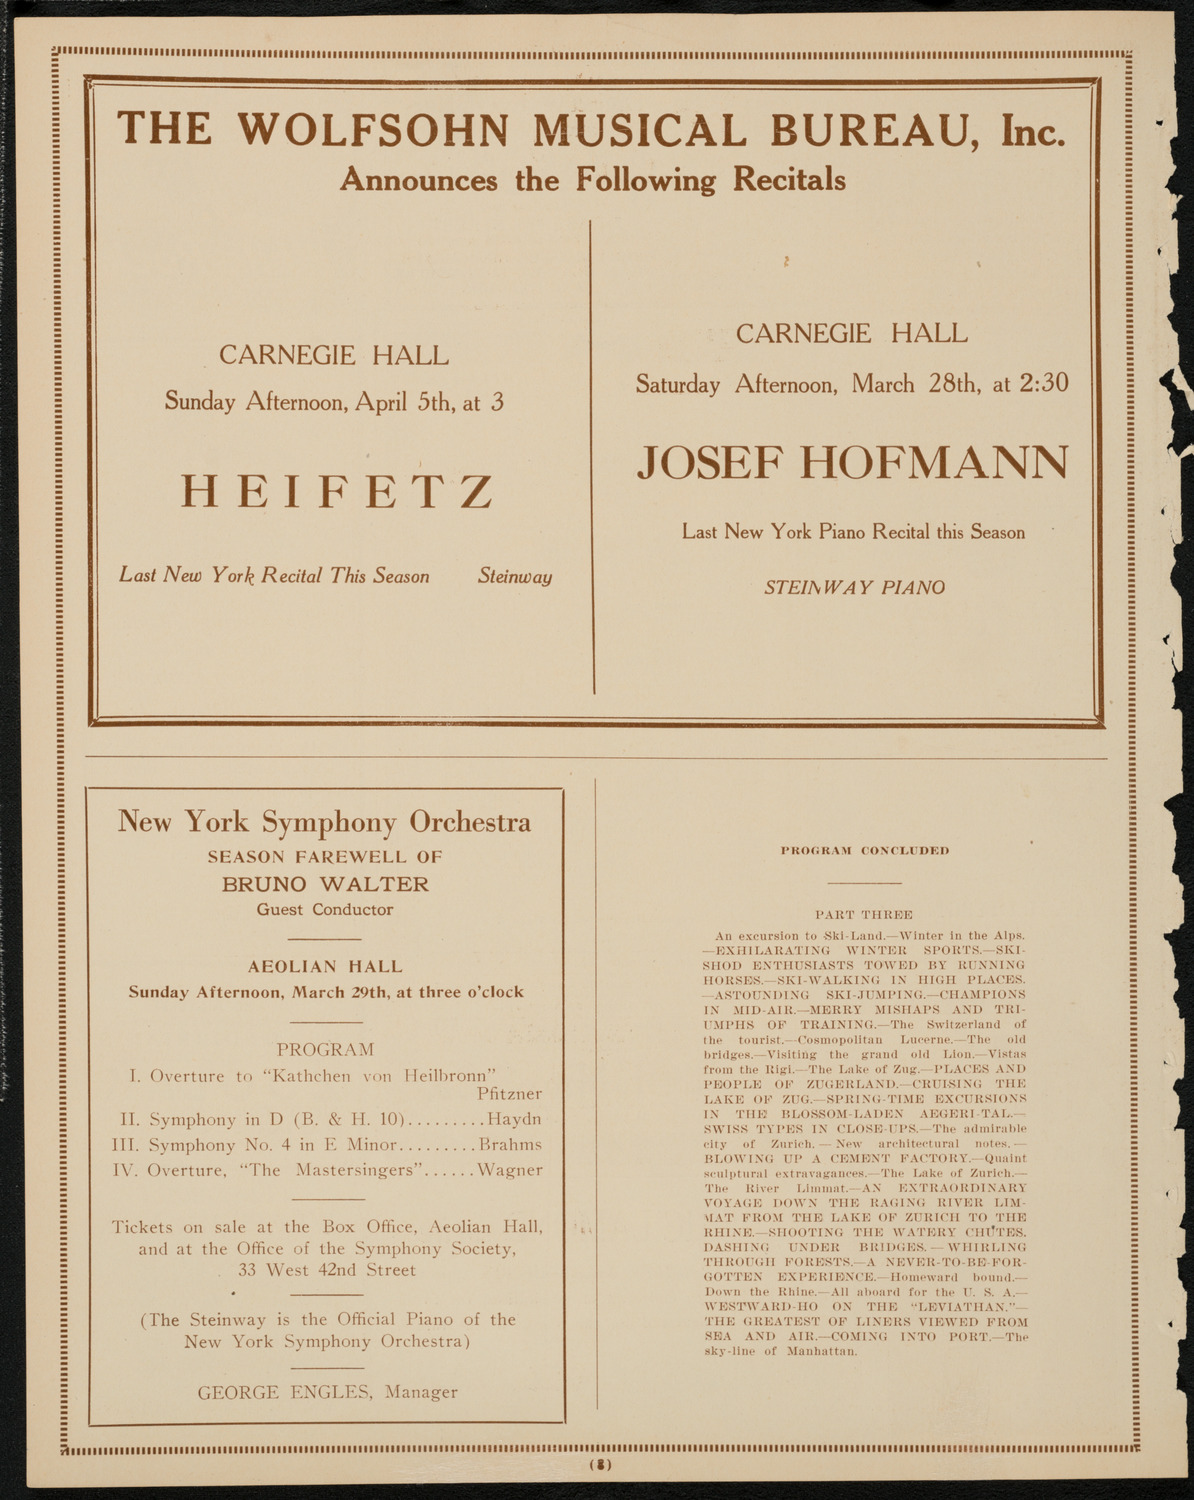 THE WOLFSOHN MUSICAL BUREAU, Inc.
Announces the Following Recitals
CARNEGIE HALL
Sunday Afternoon, April 5th, at 3
HEIFETZ
Last New York Recital This Season Steinway
CARNEGIE HALL
Saturday Afternoon, March 28th, at 2:30
JOSEF HOFMANN
Last New York Piano Recital this Season
STEINWAY PIANO
New York Symphony Orchestra
SEASON FAREWELL OF
BRUNO WALTER
Guest Conductor
AEOLIAN HALL
Sunday Afternoon, March 29th, at three o'clock
PROGRAM
I. Overture to "Kathchen von Heilbronn"
Pfitzner
II. Symphony in D (B. & H. 10).........Haydn
III. Symphony No. 4 in E Minor.........Brahms
IV. Overture, "The Mastersingers"......Wagner
Tickets on sale at the Box Office, Aeolian Hall,
and at the Office of the Symphony Society,
33 West 42nd Street
(The Steinway is the Official Piano of the
New York Symphony Orchestra)
GEORGE ENGLES, Manager
PROGRAM CONCLUDED
PART THREE
An excursion to Ski-Land.—Winter in the Alps.
—EXHILARATING WINTER SPORTS.—SKI-
SHOD ENTHUSIASTS TOWED BY RUNNING
HORSES.—SKI-WALKING IN HIGH PLACES.
—ASTOUNDING SKI-JUMPING.—CHAMPIONS
IN MID-AIR.—MERRY MISHAPS AND TRI-
UMPHS OF TRAINING.—The Switzerland of
the tourist.—Cosmopolitan Lucerne.—The old
bridges.—Visiting the grand old Lion.—Vistas
from the Rigi.—The Lake of Zug.—PLACES AND
PEOPLE OF ZUGERLAND.—CRUISING THE
LAKE OF ZUG.—SPRING-TIME EXCURSIONS
IN THE BLOSSOM-LADEN AEGERI-TAL.—
SWISS TYPES IN CLOSE-UPS.—The admirable
city of Zurich.—New architectural notes.—
BLOWING UP A CEMENT FACTORY.—Quaint
sculptural extravagances.—The Lake of Zurich.—
The River Limmat.—AN EXTRAORDINARY
VOYAGE DOWN THE RAGING RIVER LIM-
MAT FROM THE LAKE OF ZURICH TO THE
RHINE.—SHOOTING THE WATERY CHUTES,
DASHING UNDER BRIDGES.—WHIRLING
THROUGH FORESTS.—A NEVER-TO-BE-FOR-
GOTTEN EXPERIENCE.—Homeward bound.—
Down the Rhine.—All aboard for the U. S. A.—
WESTWARD-HO ON THE "LEVIATHAN."—
THE GREATEST OF LINERS VIEWED FROM
SEA AND AIR.—COMING INTO PORT.—The
sky-line of Manhattan.
(8)